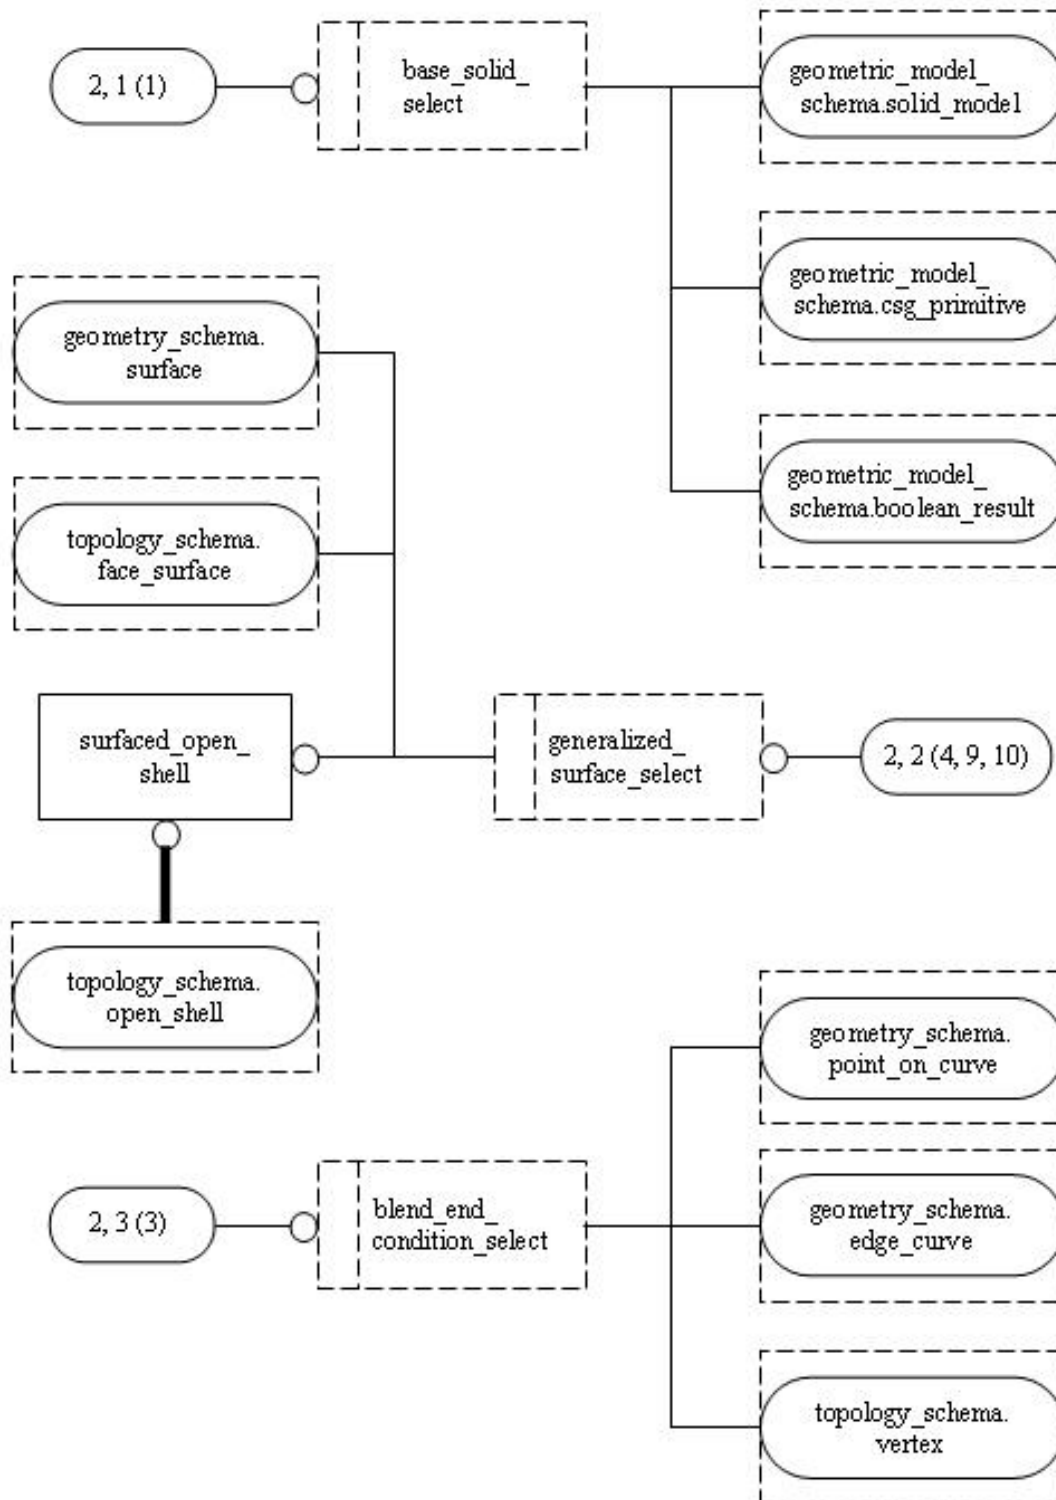 2, 1 (1)
base_solid_
select
geometric_model_
schema.solid_model
geometric_model_
schema.csg_primitive
geometry_schema.
surface
geometric_model_
schema.boolean_result
topology_schema.
face_surface
surfaced_open_
shell
generalized_
surface_select
2, 2 (4, 9, 10)
topology_schema.
open_shell
geometry_schema.
point_on_curve
2, 3 (3)
blend_end_
condition_select
geometry_schema.
edge_curve
topology_schema.
vertex